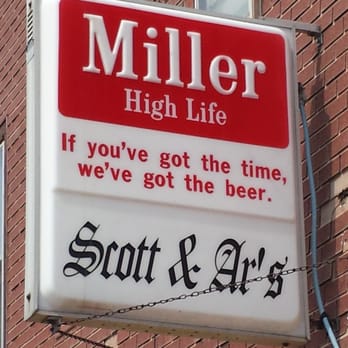 Miller
High Life
If you've got the time,
we've got the beer.
Scott & Ar's